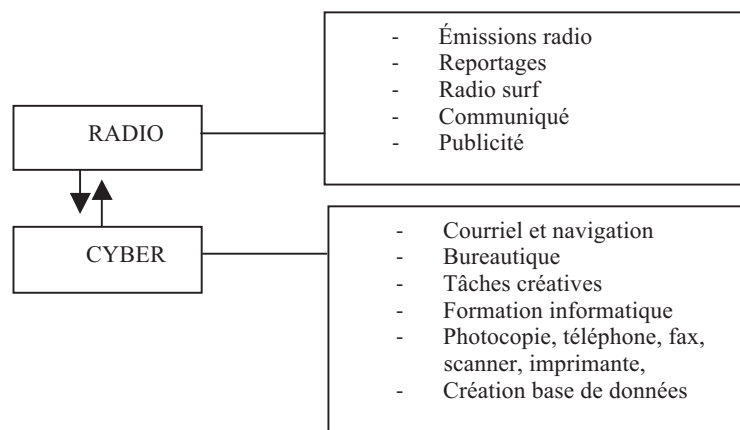 - Émissions radio
- Reportages
- Radio surf
- Communiqué
- Publicité
RADIO
CYBER
- Courriel et navigation
- Bureautique
- Tâches créatives
- Formation informatique
- Photocopie, téléphone, fax,
scanner, imprimante,
- Création base de données